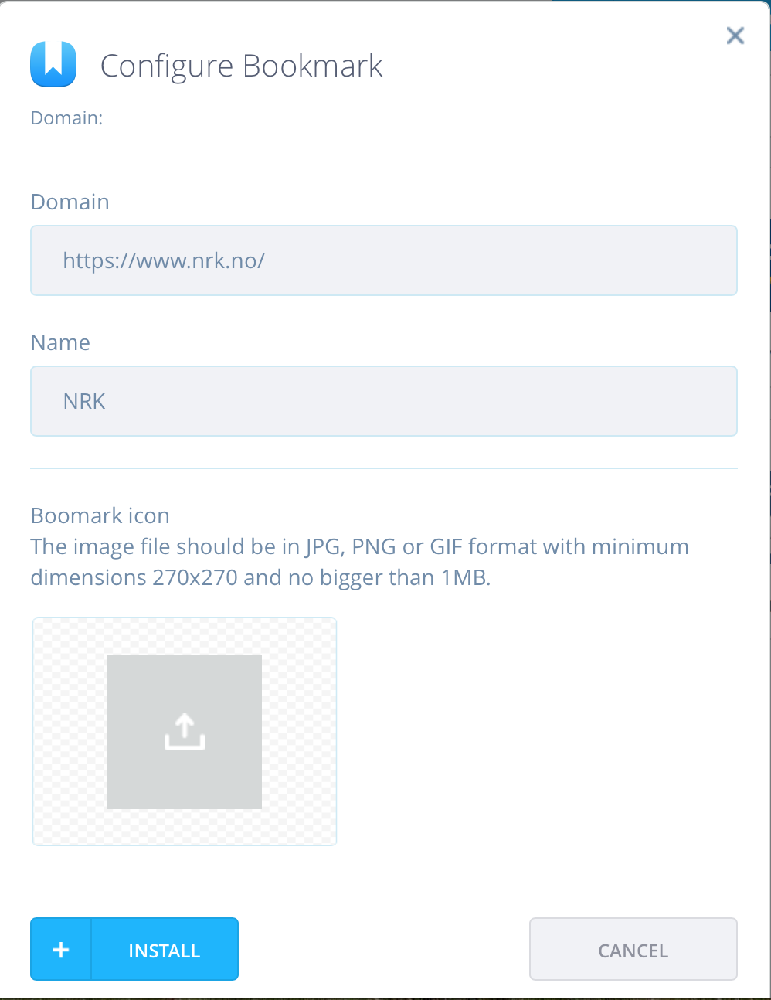 Configure Bookmark
Domain:
Domain
https://www.nrk.no/
Name
NRK
Boomark icon
The image file should be in JPG, PNG or GIF format with minimum
dimensions 270x270 and no bigger than 1MB.
INSTALL
CANCEL